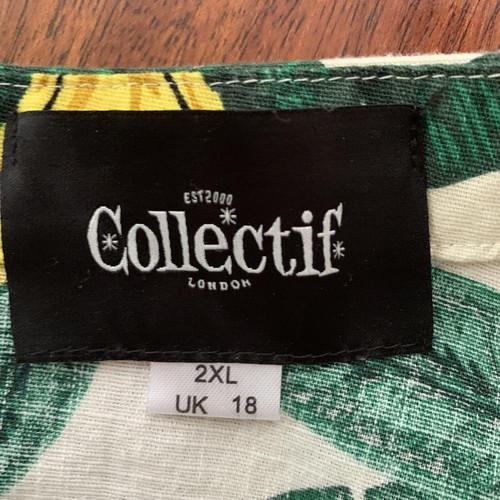 EST2000
Collectif
LONDON
2XL
UK 18